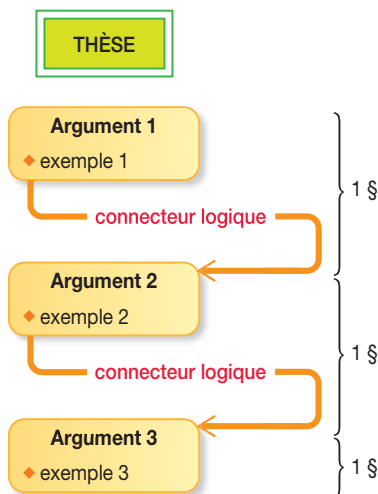 THÈSE
Argument 1
◆ exemple 1
1 §
connecteur logique
Argument 2
◆ exemple 2
1 §
connecteur logique
Argument 3
◆ exemple 3
1 §